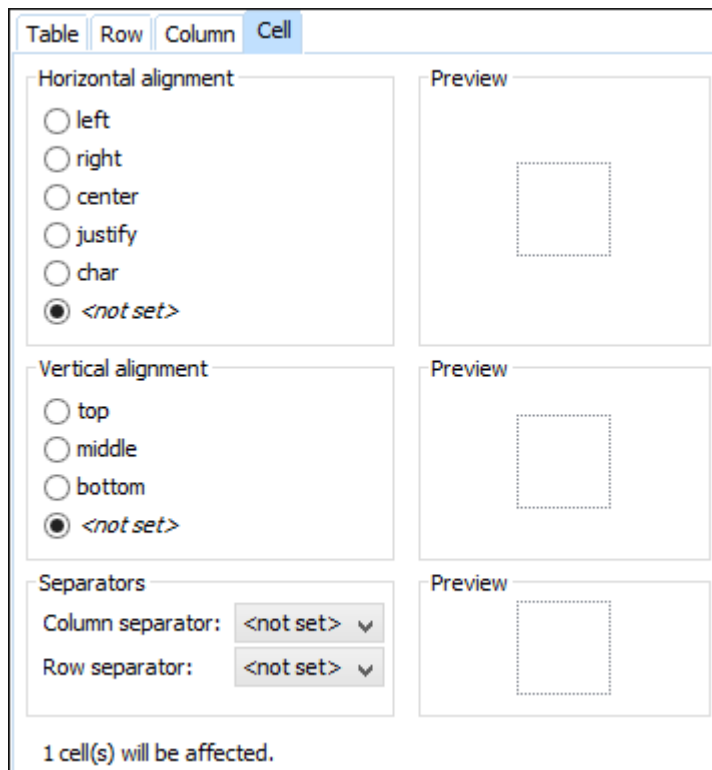 Table Row Column Cell
Horizontal alignment Preview
left
right
center
justify
char
<not set>
Vertical alignment Preview
top
middle
bottom
<not set>
Separators Preview
Column separator: <not set>
Row separator: <not set>
1 cell(s) will be affected.